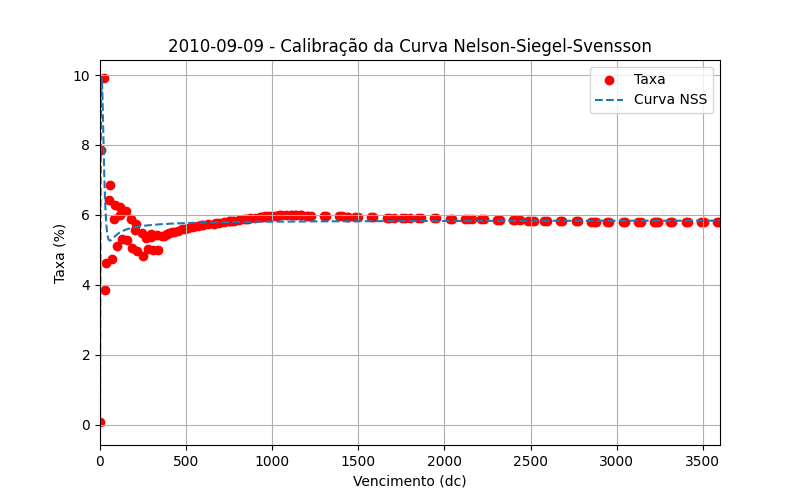 2010-09-09 - Calibração da Curva Nelson-Siegel-Svensson
Taxa
Curva NSS
Taxa (%)
10
8
6
4
2
0
0
500
1000
1500
2000
2500
3000
3500
Vencimento (dc)